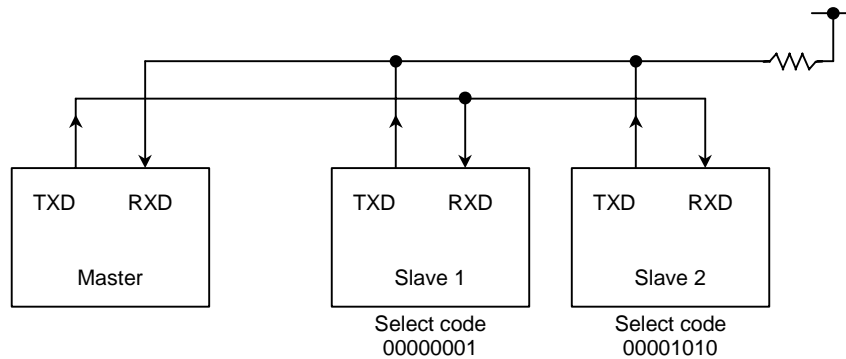 TXD RXD TXD RXD TXD RXD
Master Slave 1 Slave 2
Select code Select code
00000001 00001010